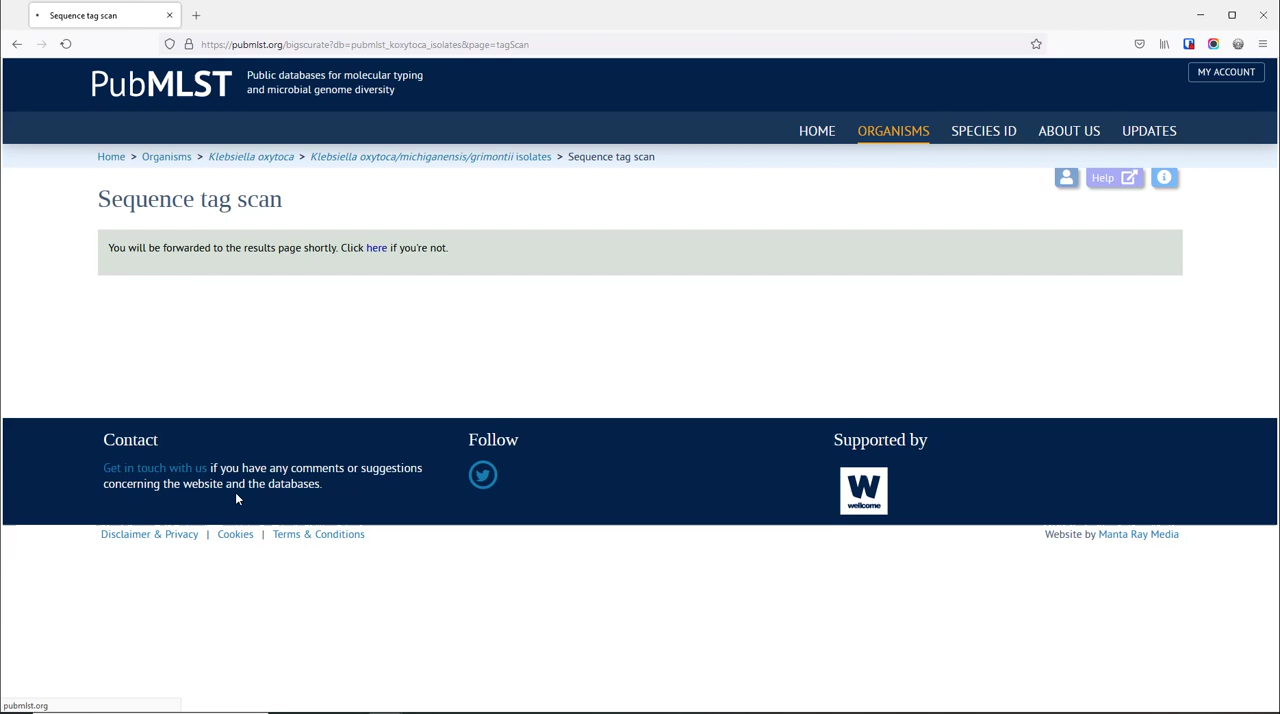 Sequence tag scan
https://pubmlst.org/bigscurate?db=pubmlst_koxytoca_isolates&page=tagScan
PubMLST
Public databases for molecular typing
and microbial genome diversity
MY ACCOUNT
HOME ORGANISMS SPECIES ID ABOUT US UPDATES
Home > Organisms > Klebsiella oxytoca > Klebsiella oxytoca/michiganensis/grimontii isolates > Sequence tag scan
Help
Sequence tag scan
You will be forwarded to the results page shortly. Click here if you're not.
Contact
Get in touch with us if you have any comments or suggestions
concerning the website and the databases.
Follow
Supported by
W
wellcome
Disclaimer & Privacy | Cookies | Terms & Conditions
Website by Manta Ray Media
pubmlst.org